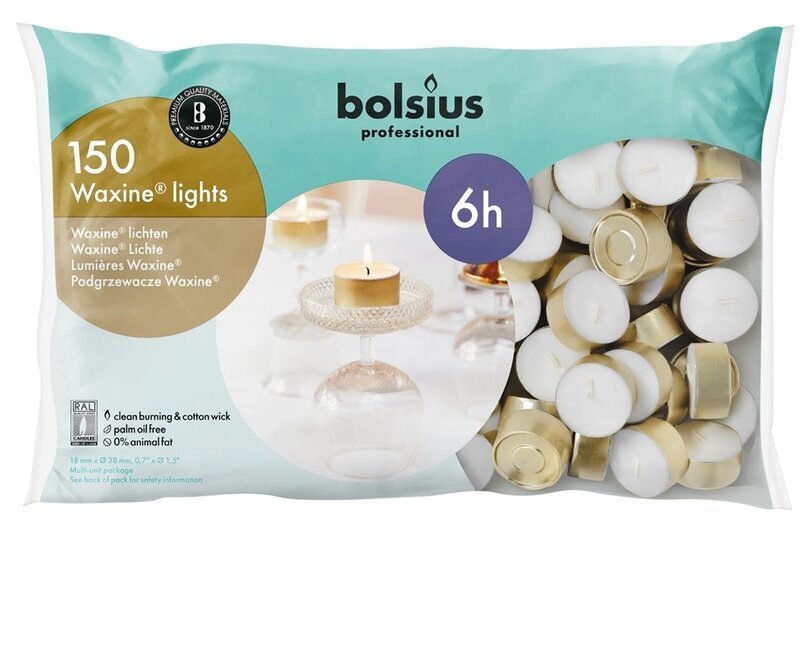 PREMIUM QUALITY MATERIALS
B
since 1870
150
Waxine® lights
Waxine® lichten
Waxine® Lichte
Lumières Waxine®
Podgrzewacze Waxine®
bolsius
professional
6h
RAL
CANDLES
clean burning & cotton wick
palm oil free
0% animal fat
18 mm x Ø 38 mm, 0,7" x Ø 1,5"
Multi-unit package
See back of pack for safety information